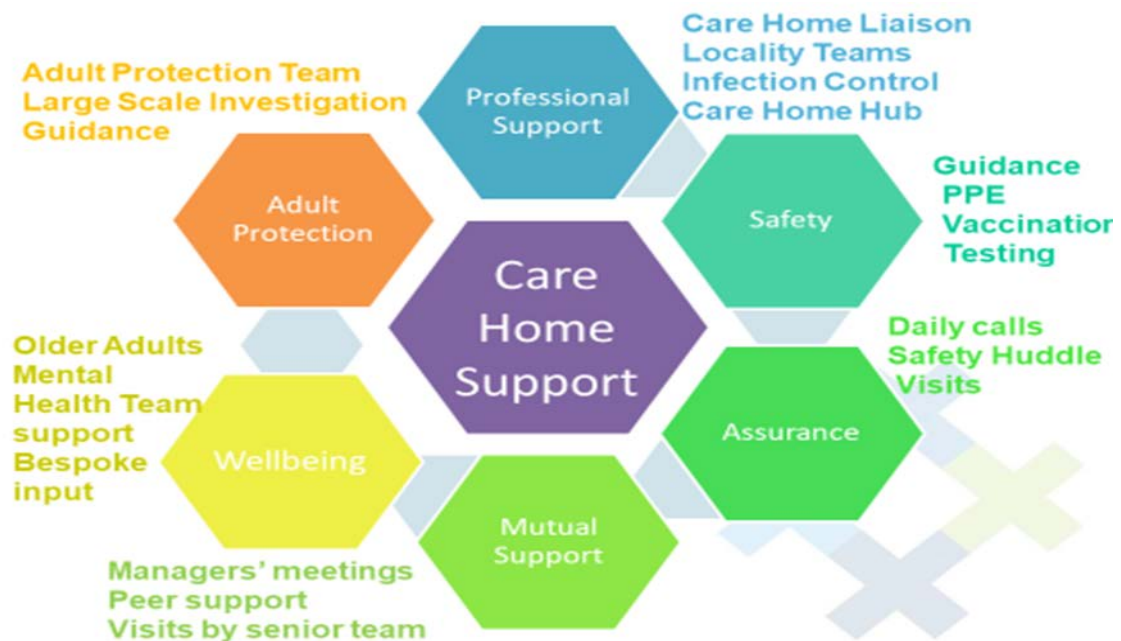 Care Home Liaison
Locality Teams
Infection Control
Care Home Hub
Professional
Support
Adult Protection Team
Large Scale Investigation
Guidance
Adult
Protection
Safety
Guidance
PPE
Vaccination
Testing
Care
Home
Support
Daily calls
Safety Huddle
Visits
Assurance
Older Adults
Mental
Health Team
support
Bespoke
input
Wellbeing
Mutual
Support
Managers’ meetings
Peer support
Visits by senior team